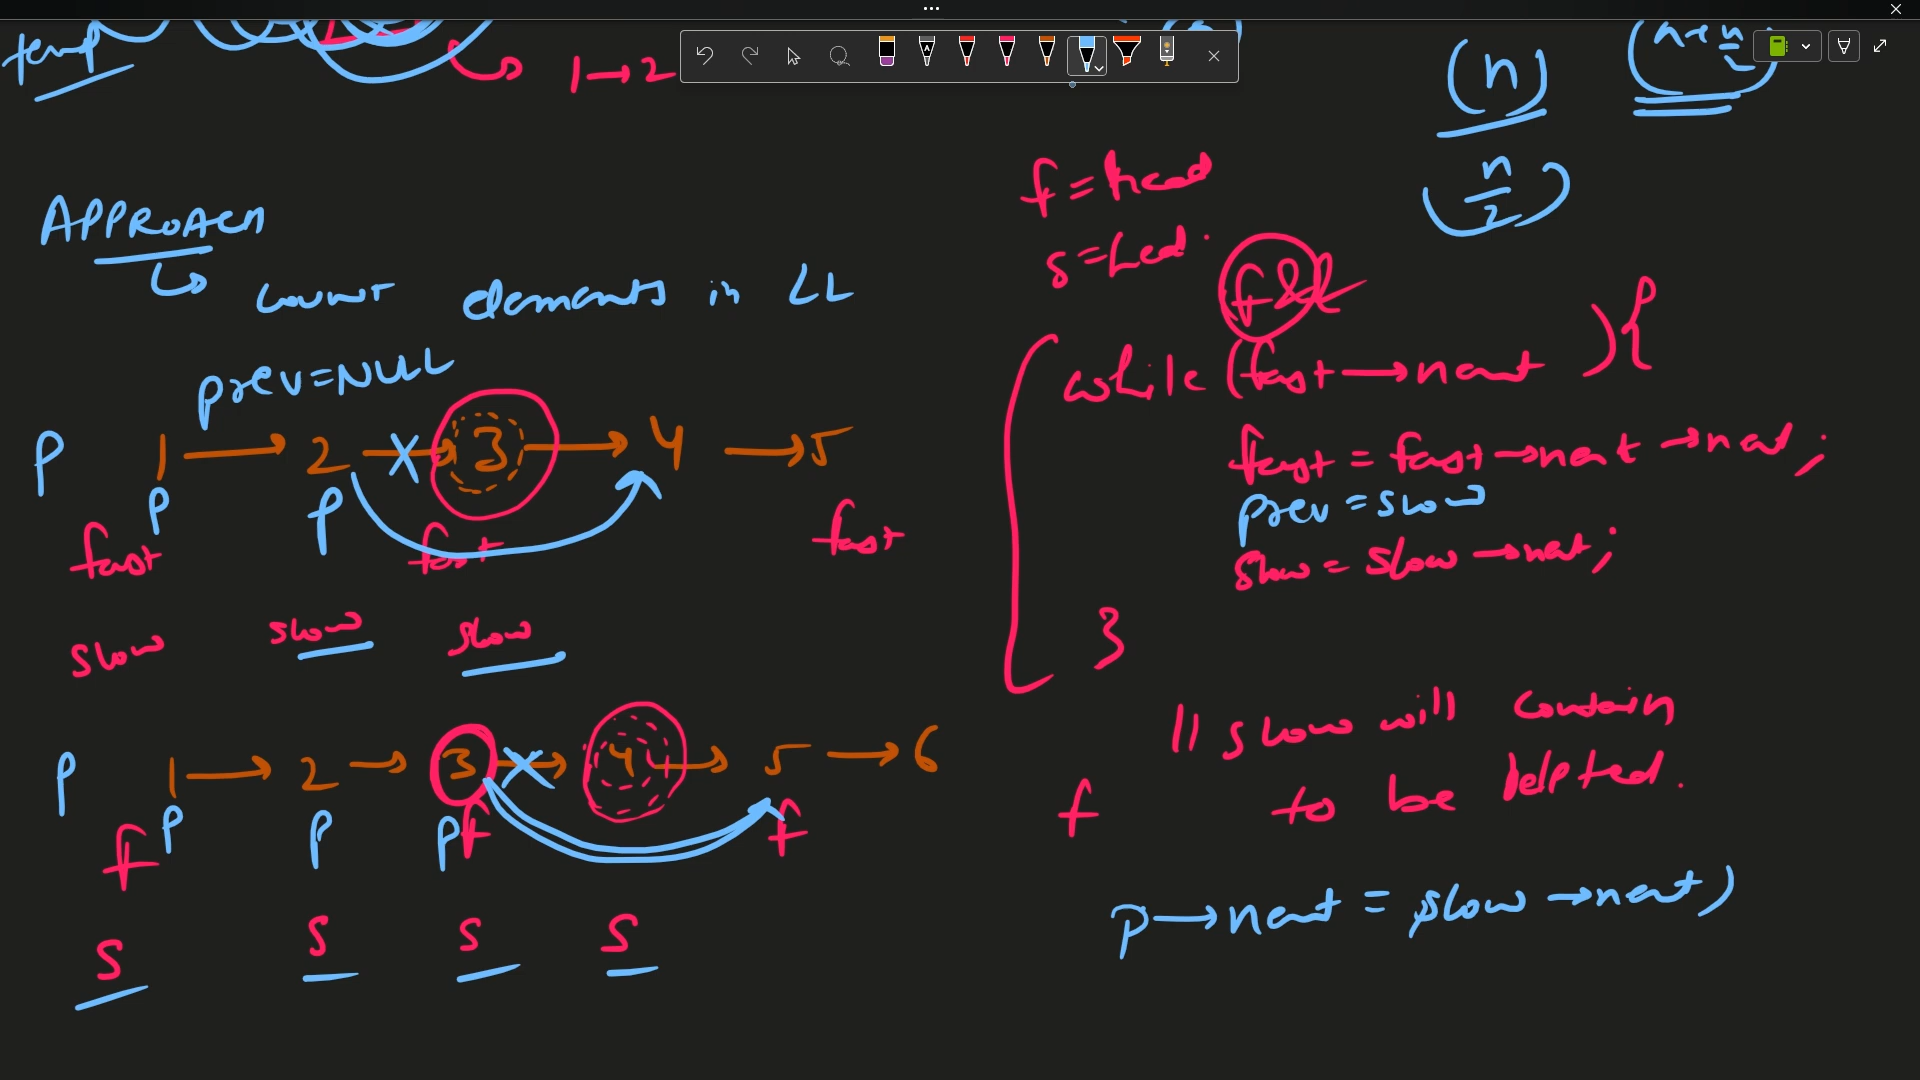 temp
1→2
(n)
(n+n/2)
(n/2)
APPROACH
↳ count elements in LL
prev=NULL
P 1 → 2 → 3 → 4 → 5
P P
fast fast fast
slow slow slow
P 1 → 2 → 3 → 4 → 5 → 6
P P P
f f f
S S S S
f = head
s = head.
f &&
while (fast → next ) {
fast = fast → next → next;
prev = slow
slow = slow → next;
}
// slow will contain
f to be deleted.
p → next = slow → next;